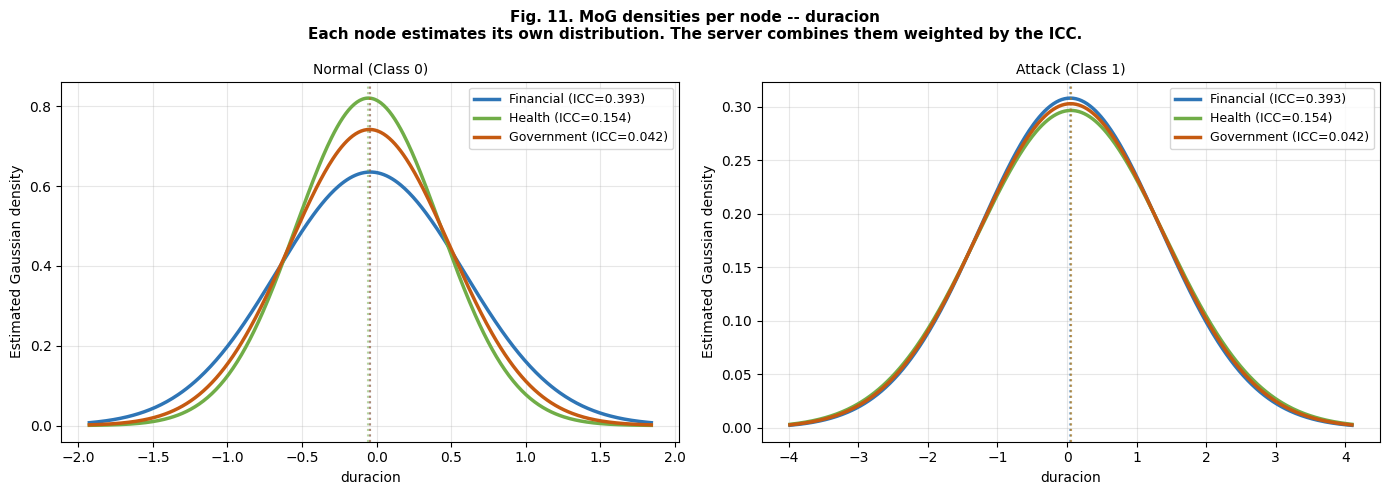 Fig. 11. MoG densities per node -- duracion
Each node estimates its own distribution. The server combines them weighted by the ICC.
Normal (Class 0)
Estimated Gaussian density
0.8
0.6
0.4
0.2
0.0
Financial (ICC=0.393)
Health (ICC=0.154)
Government (ICC=0.042)
−2.0 −1.5 −1.0 −0.5 0.0 0.5 1.0 1.5 2.0
duracion
Attack (Class 1)
Estimated Gaussian density
0.30
0.25
0.20
0.15
0.10
0.05
0.00
Financial (ICC=0.393)
Health (ICC=0.154)
Government (ICC=0.042)
−4 −3 −2 −1 0 1 2 3 4
duracion